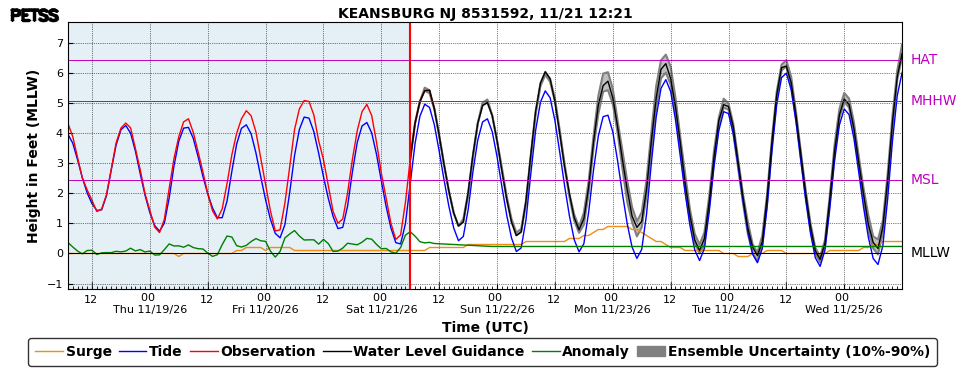 PETSS
KEANSBURG NJ 8531592, 11/21 12:21
Height in Feet (MLLW)
7
6
5
4
3
2
1
0
−1
HAT
MHHW
MSL
MLLW
12 00 12 00 12 00 12 00 12 00 12 00 12 00
Thu 11/19/26 Fri 11/20/26 Sat 11/21/26 Sun 11/22/26 Mon 11/23/26 Tue 11/24/26 Wed 11/25/26
Time (UTC)
Surge Tide Observation Water Level Guidance Anomaly Ensemble Uncertainty (10%-90%)